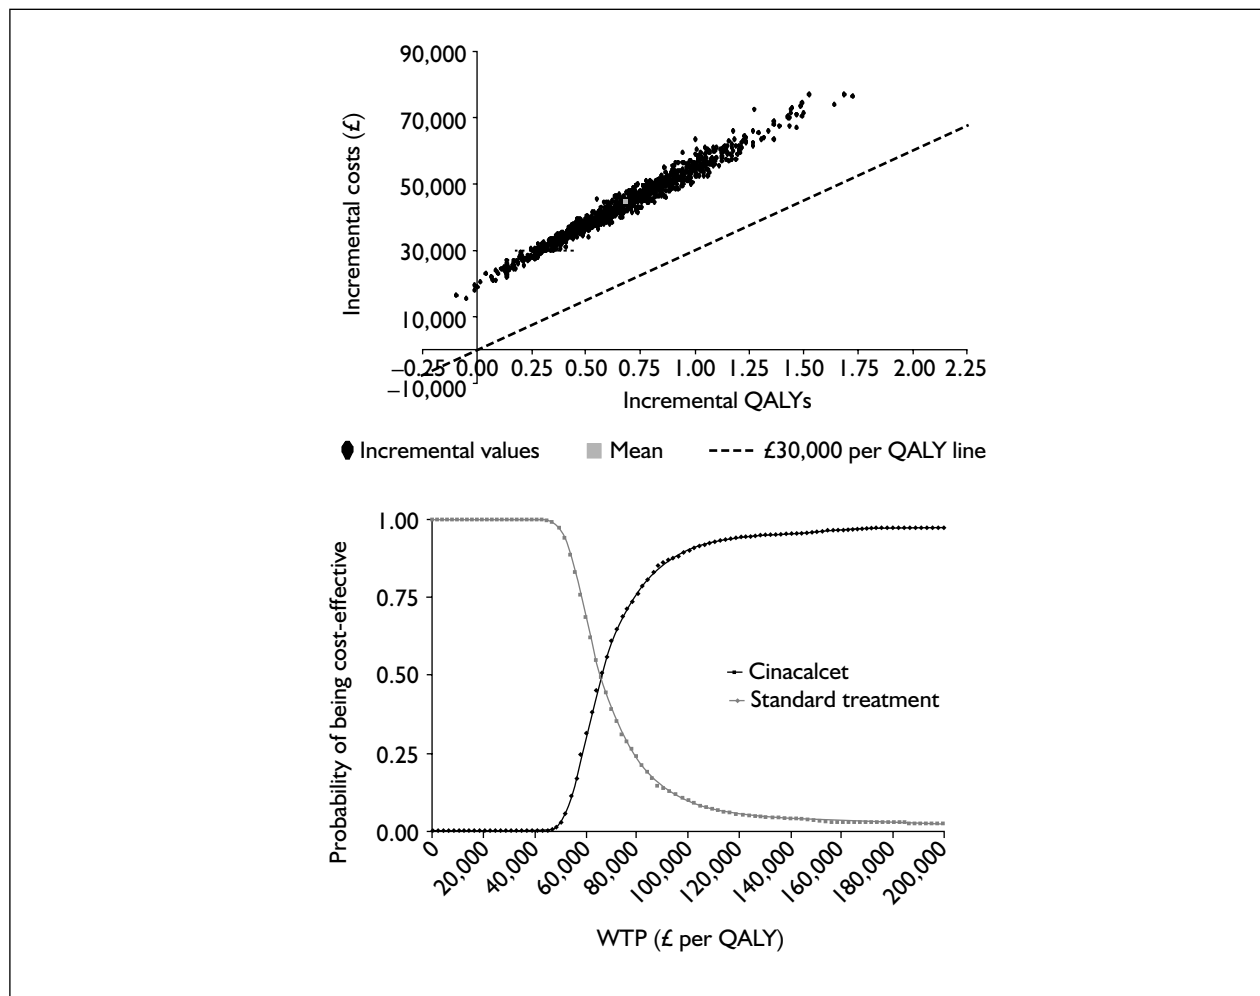 90,000
70,000
50,000
30,000
10,000
–10,000
Incremental costs (£)
–0.25 0.00 0.25 0.50 0.75 1.00 1.25 1.50 1.75 2.00 2.25
Incremental QALYs
Incremental values Mean £30,000 per QALY line
1.00
0.75
0.50
0.25
0.00
Probability of being cost-effective
Cinacalcet
Standard treatment
0 20,000 40,000 60,000 80,000 100,000 120,000 140,000 160,000 180,000 200,000
WTP (£ per QALY)